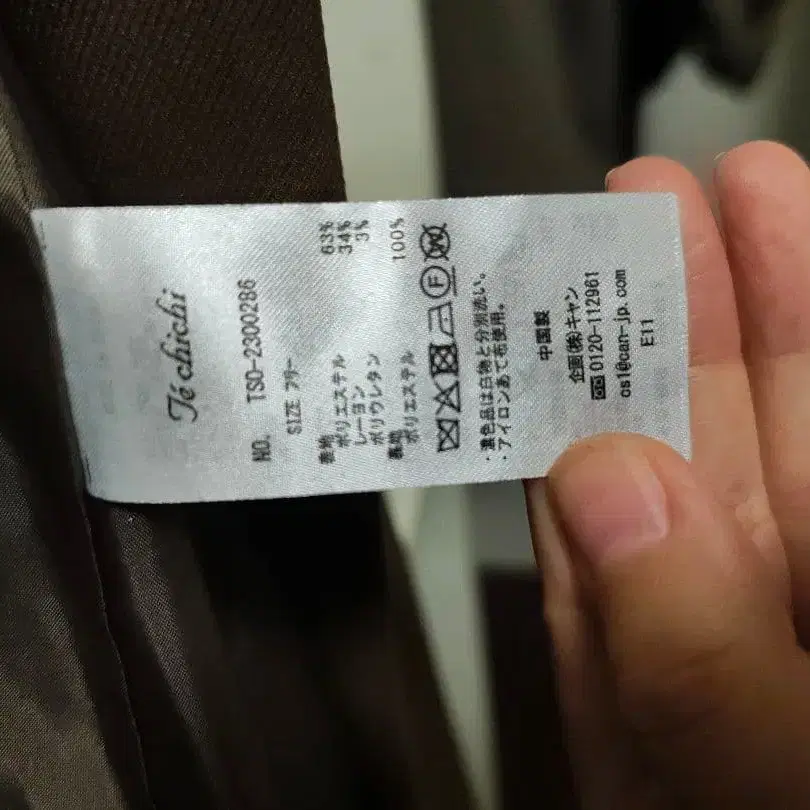 Té chichi
NO. TSO-2300286
SIZE フリー
表地
ポリエステル 63%
レーヨン 34%
ポリウレタン 3%
裏地
ポリエステル 100%
F W
・濃色品は白物と分別洗い。
・アイロンあて布使用。
中国製
企画(株)キャン
0120-112961
cs1@can-jp.com
E11